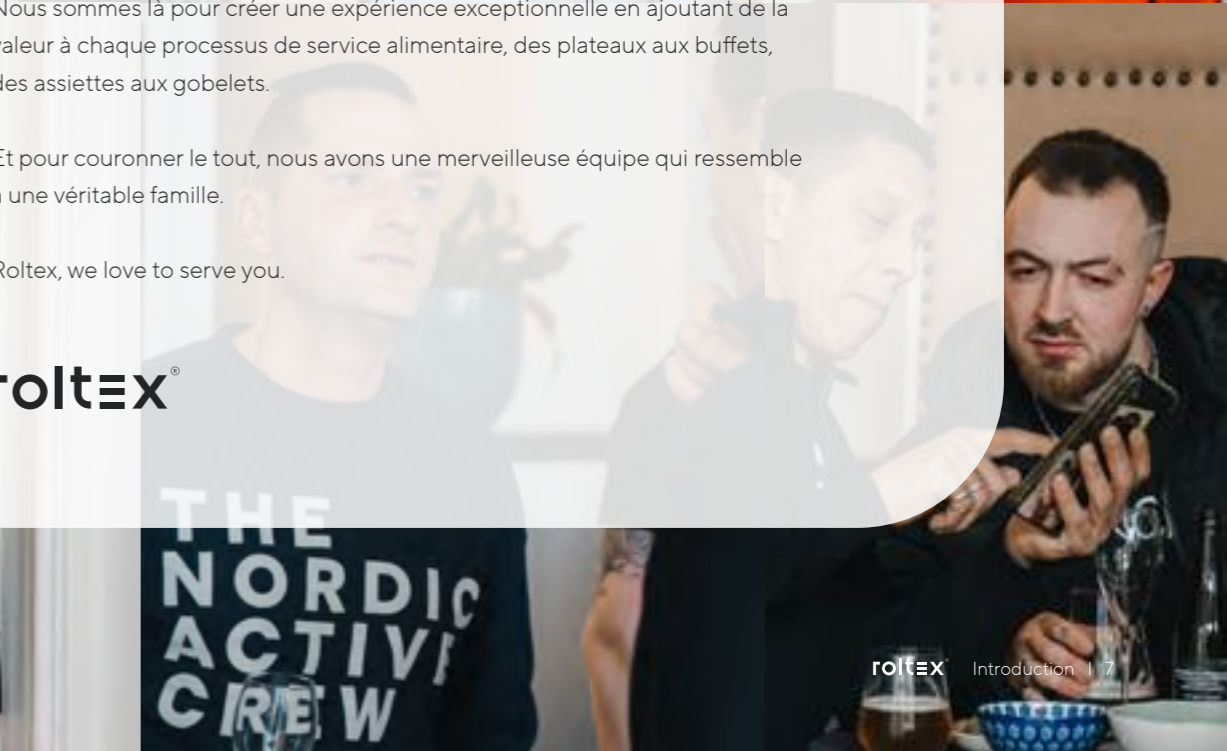 Nous sommes là pour créer une expérience exceptionnelle en ajoutant de la
valeur à chaque processus de service alimentaire, des plateaux aux buffets,
des assiettes aux gobelets.
Et pour couronner le tout, nous avons une merveilleuse équipe qui ressemble
à une véritable famille.
Roltex, we love to serve you.
roltex®
THE
NORDIC
ACTIVE
CREW
roltex Introduction | 7